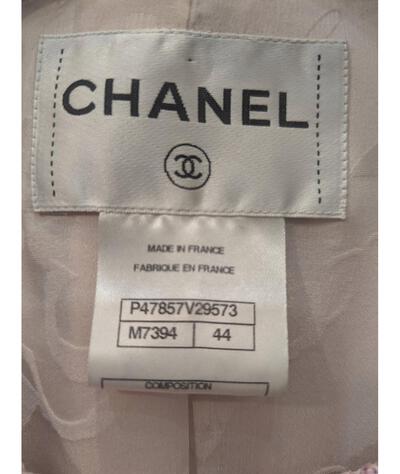 CHANEL
MADE IN FRANCE
FABRIQUE EN FRANCE
P47857V29573
M7394 44
COMPOSITION